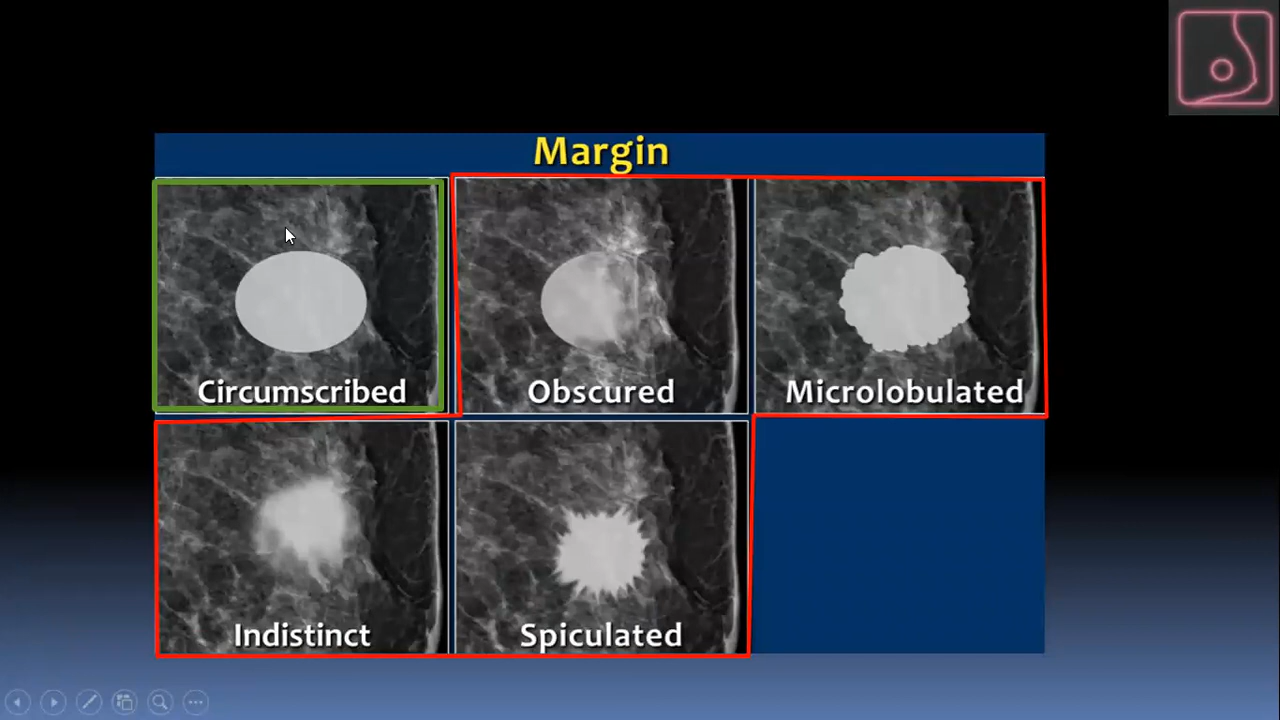 Margin
Circumscribed
Obscured
Microlobulated
Indistinct
Spiculated